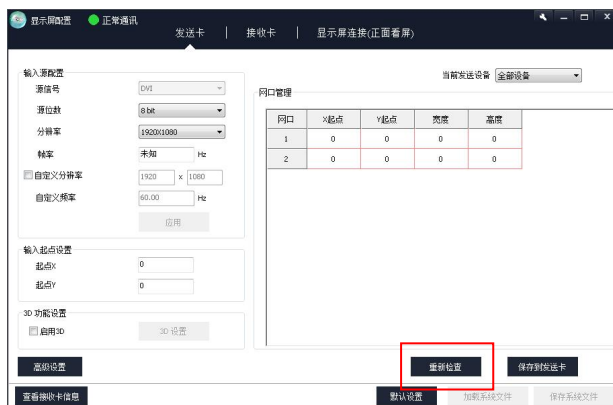 显示屏配置 正常通讯
发送卡 | 接收卡 | 显示屏连接(正面看屏)
输入源配置
源信号 DVI
源位数 8 bit
分辨率 1920X1080
帧率 未知 Hz
自定义分辨率 1920 x 1080
自定义频率 60.00 Hz
应用
输入起点设置
起点X 0
起点Y 0
3D 功能设置
启用3D 3D 设置
当前发送设备 全部设备
网口管理
网口 X起点 Y起点 宽度 高度
1 0 0 0 0
2 0 0 0 0
高级设置 重新检查 保存到发送卡
查看接收卡信息 默认设置 加载系统文件 保存系统文件